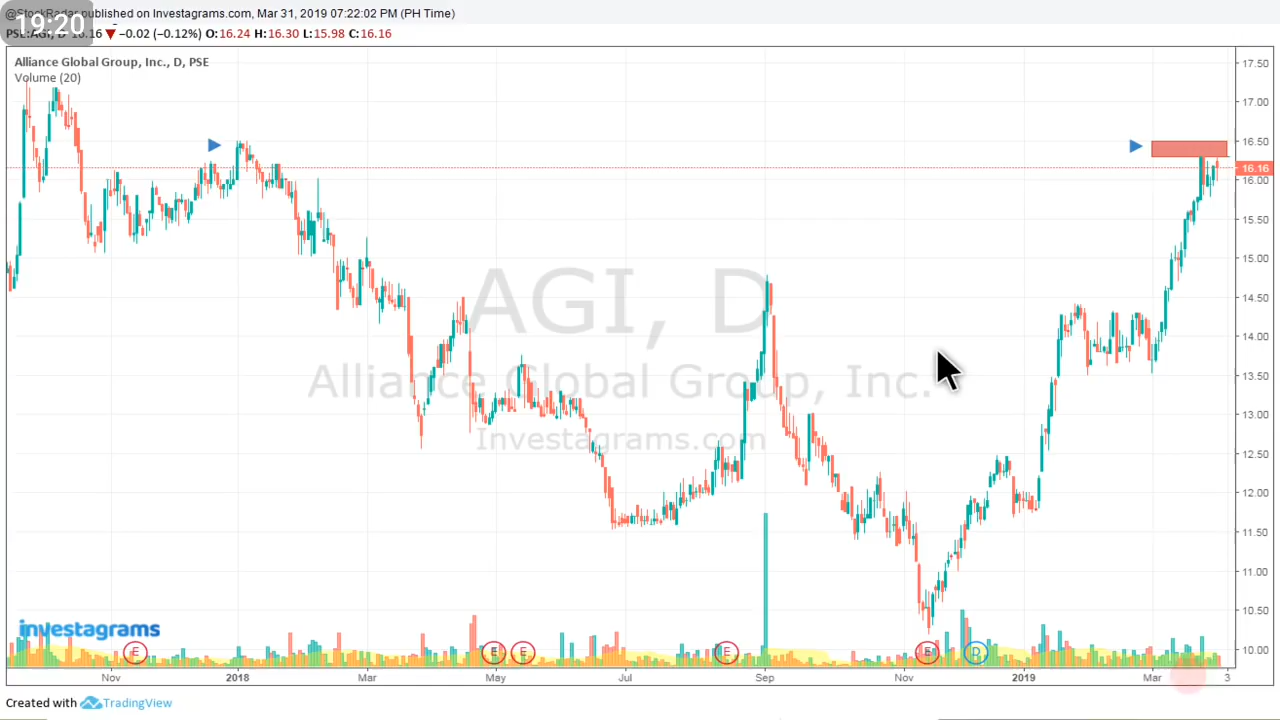 @StockRadar published on Investagrams.com, Mar 31, 2019 07:22:02 PM (PH Time)
19:20
PSE:AGI, D 16.16 ▼ −0.02 (−0.12%) O:16.24 H:16.30 L:15.98 C:16.16
Alliance Global Group, Inc., D, PSE
Volume (20)
17.50
17.00
16.50
16.16
16.00
15.50
15.00
14.50
14.00
13.50
13.00
12.50
12.00
11.50
11.00
10.50
10.00
AGI, D
Alliance Global Group, Inc.
Investagrams.com
investagrams
E E E E E D
Nov 2018 Mar May Jul Sep Nov 2019 Mar 3
Created with TradingView